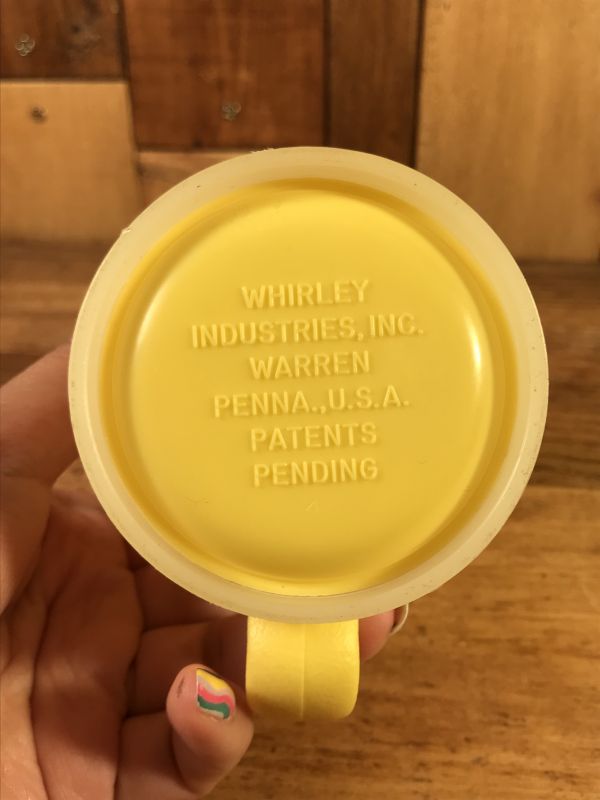 WHIRLEY
INDUSTRIES, INC.
WARREN
PENNA.,U.S.A.
PATENTS
PENDING